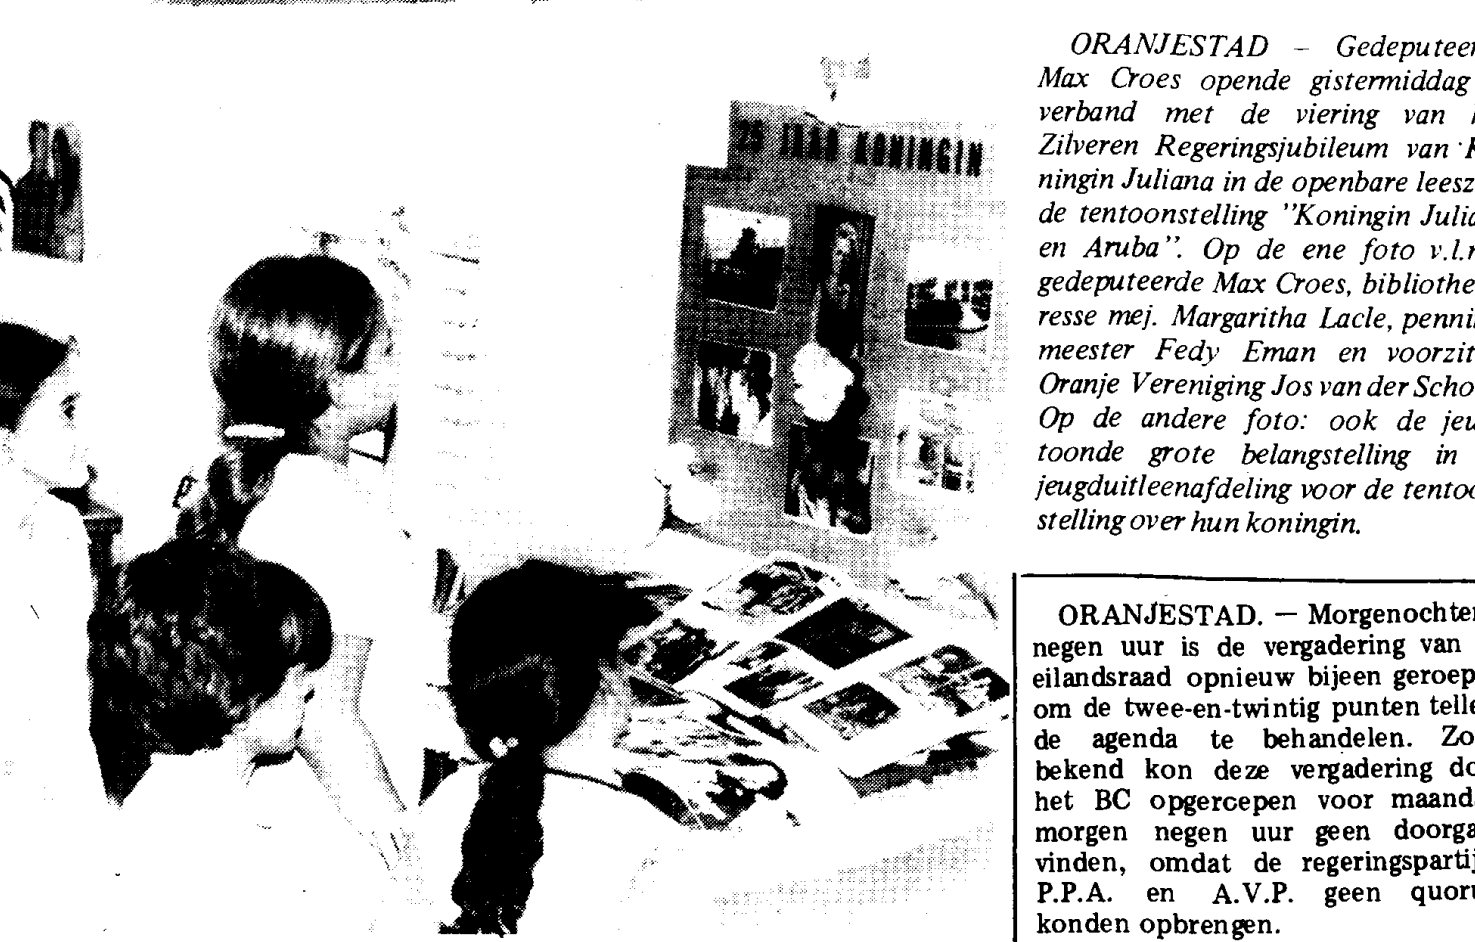 25 JAAR KONINGIN
ORANJESTAD – Gedeputeer
Max Croes opende gistermiddag
verband met de viering van
Zilveren Regeringsjubileum van K
ningin Juliana in de openbare leesz
de tentoonstelling "Koningin Julia
en Aruba". Op de ene foto v.l.n
gedeputeerde Max Croes, bibliothe
resse mej. Margaritha Lacle, pennin
meester Fedy Eman en voorzit
Oranje Vereniging Jos van der Scho
Op de andere foto: ook de jeu
toonde grote belangstelling in
jeugduitleenafdeling voor de tentoo
stelling over hun koningin.
ORANJESTAD. — Morgenochten
negen uur is de vergadering van
eilandsraad opnieuw bijeen geroep
om de twee-en-twintig punten telle
de agenda te behandelen. Zo
bekend kon deze vergadering do
het BC opgercepen voor maanda
morgen negen uur geen doorga
vinden, omdat de regeringspartij
P.P.A. en A.V.P. geen quoru
konden opbrengen.